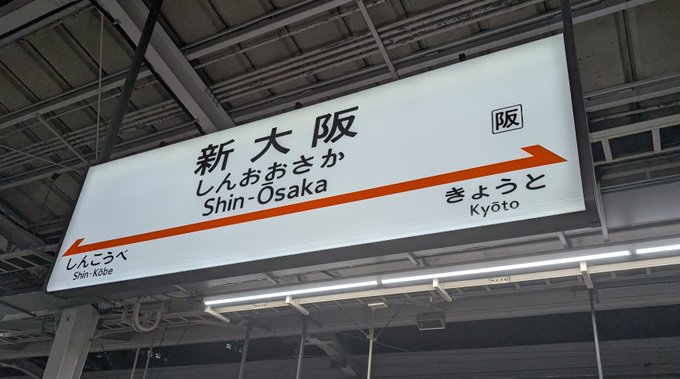 新大阪
しんおおさか
Shin-Ōsaka
阪
しんこうべ
Shin-Kōbe
きょうと
Kyōto